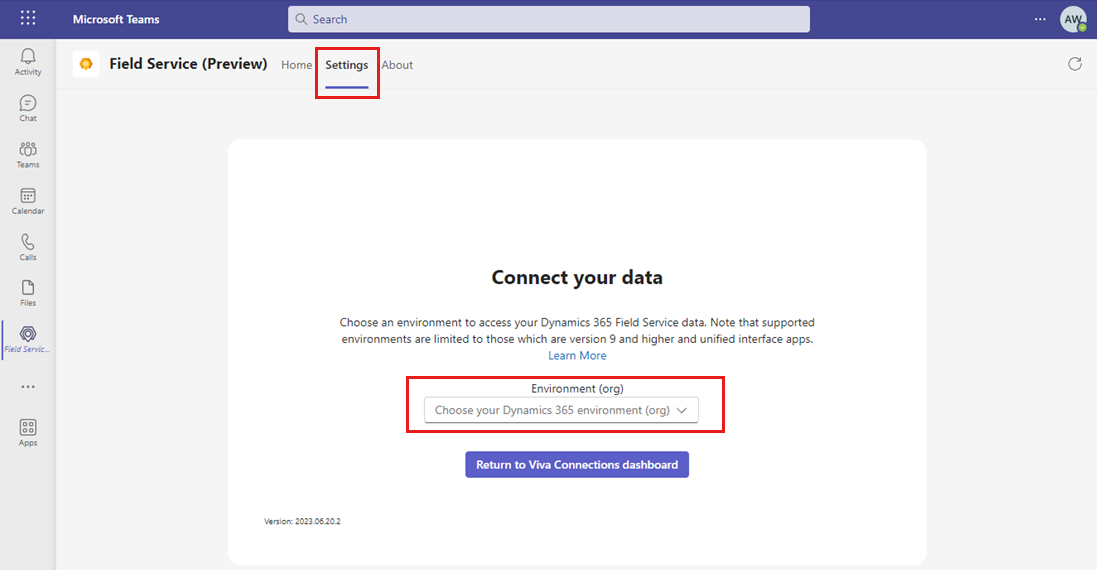 Microsoft Teams
Search
AW
Activity
Chat
Teams
Calendar
Calls
Files
Field Servic...
Apps
Field Service (Preview) Home Settings About
Connect your data
Choose an environment to access your Dynamics 365 Field Service data. Note that supported
environments are limited to those which are version 9 and higher and unified interface apps.
Learn More
Environment (org)
Choose your Dynamics 365 environment (org)
Return to Viva Connections dashboard
Version: 2023.06.20.2